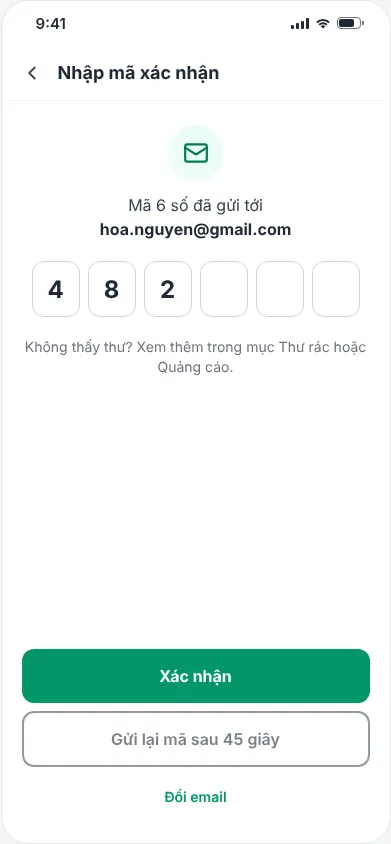 9:41
Nhập mã xác nhận
Mã 6 số đã gửi tới
hoa.nguyen@gmail.com
4 8 2
Không thấy thư? Xem thêm trong mục Thư rác hoặc
Quảng cáo.
Xác nhận
Gửi lại mã sau 45 giây
Đổi email